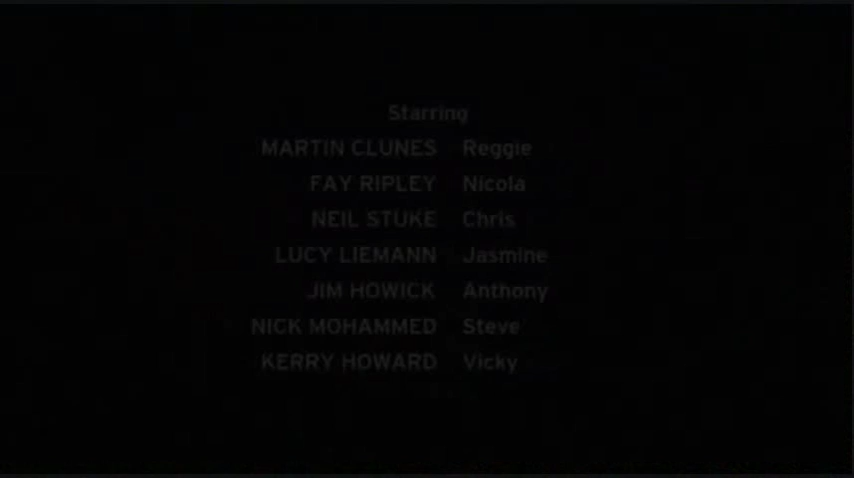 Starring
MARTIN CLUNES Reggie
FAY RIPLEY Nicola
NEIL STUKE Chris
LUCY LIEMANN Jasmine
JIM HOWICK Anthony
NICK MOHAMMED Steve
KERRY HOWARD Vicky